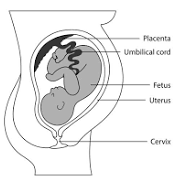 Placenta
Umbilical cord
Fetus
Uterus
Cervix